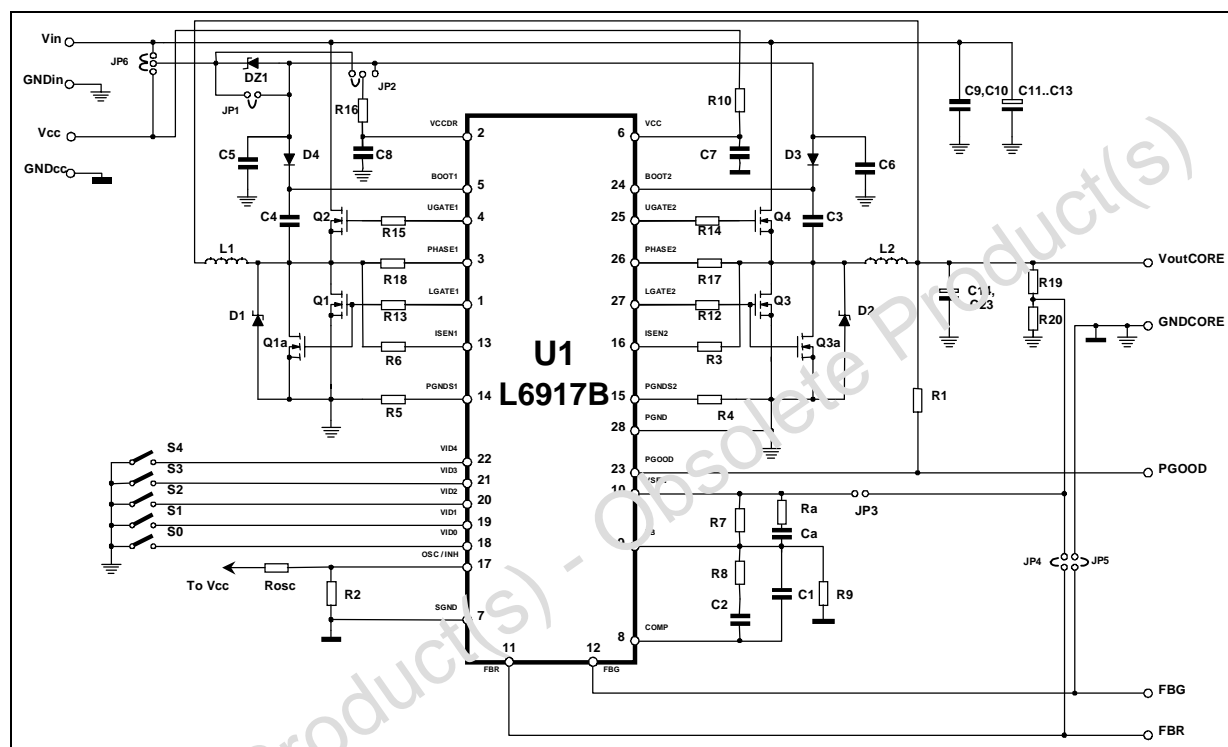 Vin
JP6
GNDin
Vcc
GNDcc
DZ1
JP1
JP2
R16
C5
D4
C8
VCCDR
2
BOOT1
5
C4
Q2
UGATE1
4
R15
L1
PHASE1
3
R18
Q1
LGATE1
1
R13
D1
Q1a
ISEN1
13
R6
PGNDS1
14
R5
U1
L6917B
R10
VCC
6
C7
D3
C6
C9,C10
C11..C13
BOOT2
24
UGATE2
25
R14
Q4
C3
PHASE2
26
R17
L2
VoutCORE
LGATE2
27
R12
Q3
R19
R20
GNDCORE
ISEN2
16
R3
Q3a
PGNDS2
15
R4
R1
PGND
28
PGOOD
23
PGOOD
10
JP3
R7
Ra
Ca
R8
C2
C1
R9
COMP
8
JP4
JP5
S4
VID4
22
S3
VID3
21
S2
VID2
20
S1
VID1
19
S0
VID0
18
OSC / INH
17
To Vcc
Rosc
R2
SGND
7
11
FBR
12
FBG
FBG
FBR
Product(s) - Obsolete Product(s)